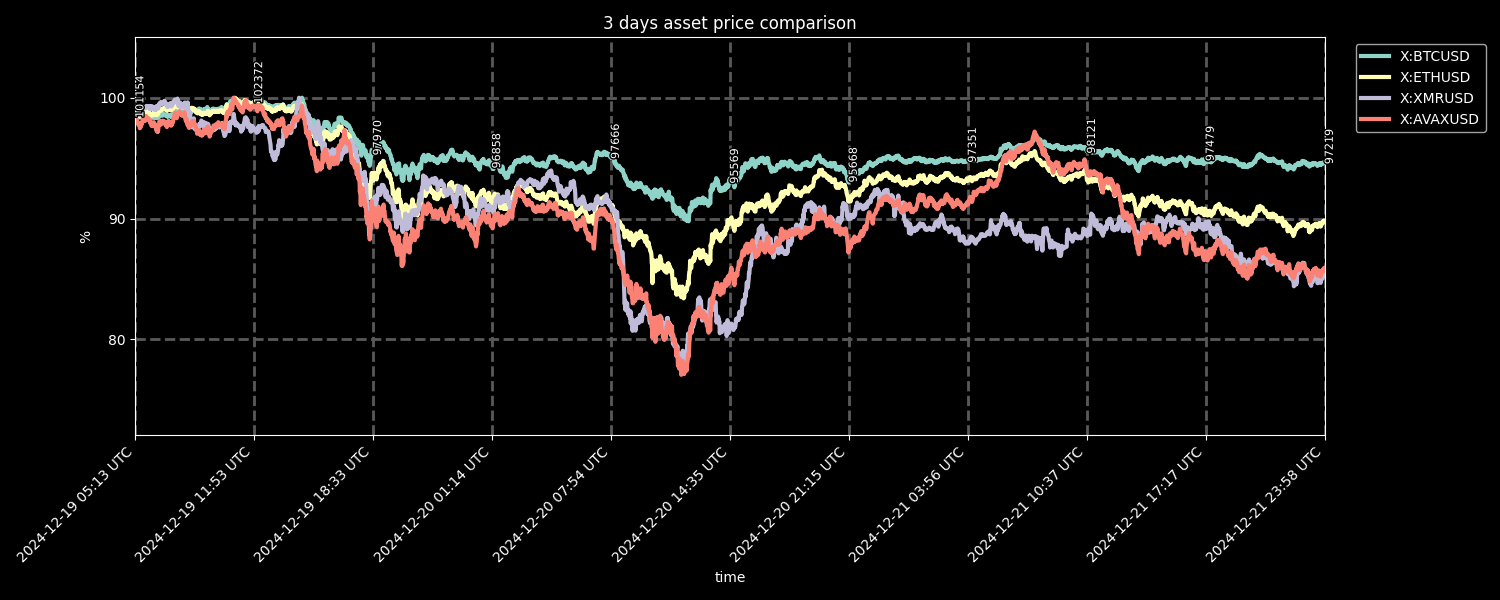 3 days asset price comparison
X:BTCUSD
X:ETHUSD
X:XMRUSD
X:AVAXUSD
100
90
80
%
101154
102372
97970
96858
97666
95569
95668
97351
98121
97479
97219
2024-12-19 05:13 UTC
2024-12-19 11:53 UTC
2024-12-19 18:33 UTC
2024-12-20 01:14 UTC
2024-12-20 07:54 UTC
2024-12-20 14:35 UTC
2024-12-20 21:15 UTC
2024-12-21 03:56 UTC
2024-12-21 10:37 UTC
2024-12-21 17:17 UTC
2024-12-21 23:58 UTC
time